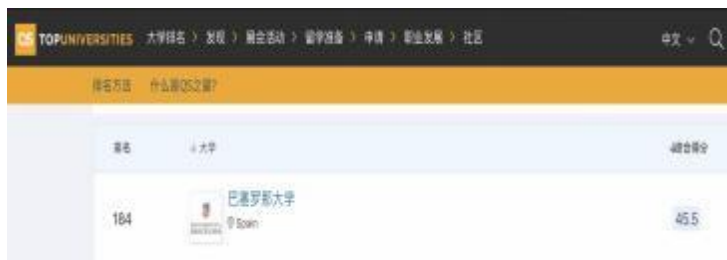 QS TOPUNIVERSITIES 大学排名 > 发现 > 展会活动 > 留学准备 > 申请 > 职业发展 > 社区 中文
排名方法 什么是QS之星?
排名 大学 综合得分
巴塞罗那大学
184 Spain 45.5